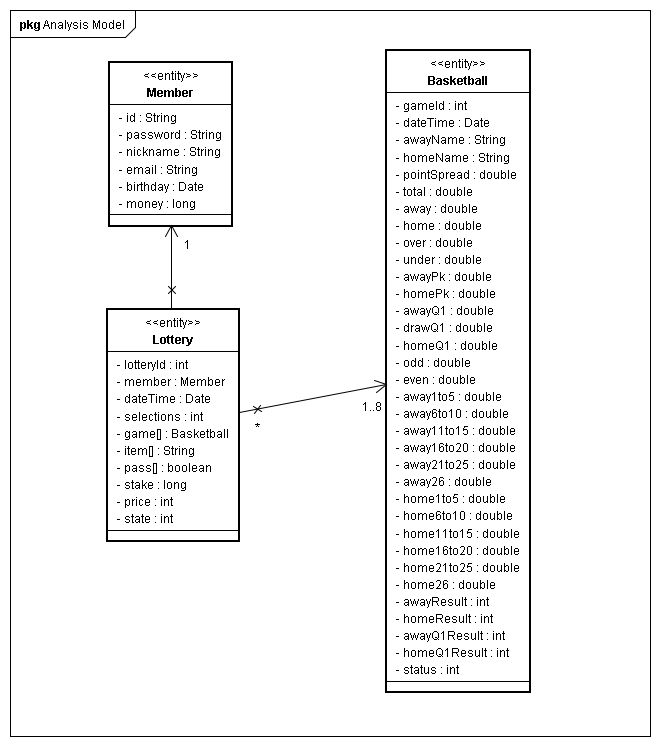 pkg Analysis Model
<<entity>>
Member
- id : String
- password : String
- nickname : String
- email : String
- birthday : Date
- money : long
1
<<entity>>
Lottery
- lotteryId : int
- member : Member
- dateTime : Date
- selections : int
- game[] : Basketball
- item[] : String
- pass[] : boolean
- stake : long
- price : int
- state : int
*
1..8
<<entity>>
Basketball
- gameId : int
- dateTime : Date
- awayName : String
- homeName : String
- pointSpread : double
- total : double
- away : double
- home : double
- over : double
- under : double
- awayPk : double
- homePk : double
- awayQ1 : double
- drawQ1 : double
- homeQ1 : double
- odd : double
- even : double
- away1to5 : double
- away6to10 : double
- away11to15 : double
- away16to20 : double
- away21to25 : double
- away26 : double
- home1to5 : double
- home6to10 : double
- home11to15 : double
- home16to20 : double
- home21to25 : double
- home26 : double
- awayResult : int
- homeResult : int
- awayQ1Result : int
- homeQ1Result : int
- status : int